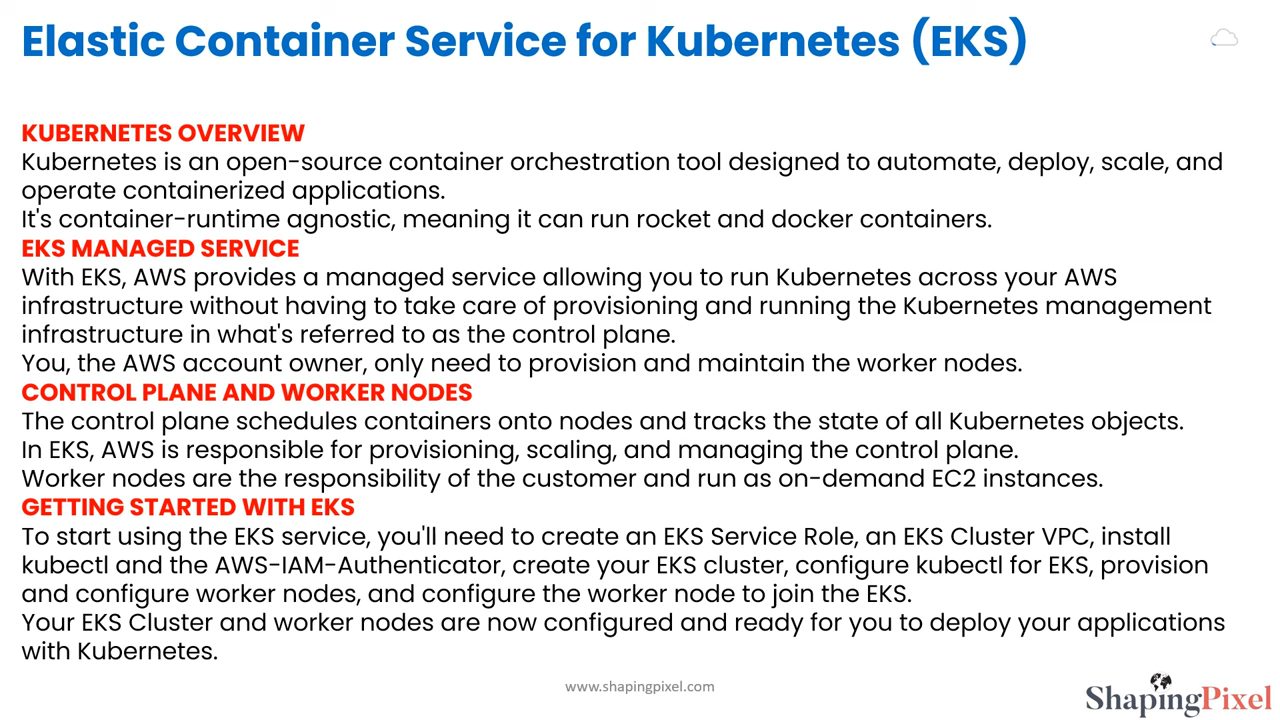 Elastic Container Service for Kubernetes (EKS)
KUBERNETES OVERVIEW
Kubernetes is an open-source container orchestration tool designed to automate, deploy, scale, and
operate containerized applications.
It's container-runtime agnostic, meaning it can run rocket and docker containers.
EKS MANAGED SERVICE
With EKS, AWS provides a managed service allowing you to run Kubernetes across your AWS
infrastructure without having to take care of provisioning and running the Kubernetes management
infrastructure in what's referred to as the control plane.
You, the AWS account owner, only need to provision and maintain the worker nodes.
CONTROL PLANE AND WORKER NODES
The control plane schedules containers onto nodes and tracks the state of all Kubernetes objects.
In EKS, AWS is responsible for provisioning, scaling, and managing the control plane.
Worker nodes are the responsibility of the customer and run as on-demand EC2 instances.
GETTING STARTED WITH EKS
To start using the EKS service, you'll need to create an EKS Service Role, an EKS Cluster VPC, install
kubectl and the AWS-IAM-Authenticator, create your EKS cluster, configure kubectl for EKS, provision
and configure worker nodes, and configure the worker node to join the EKS.
Your EKS Cluster and worker nodes are now configured and ready for you to deploy your applications
with Kubernetes.
www.shapingpixel.com
ShapingPixel